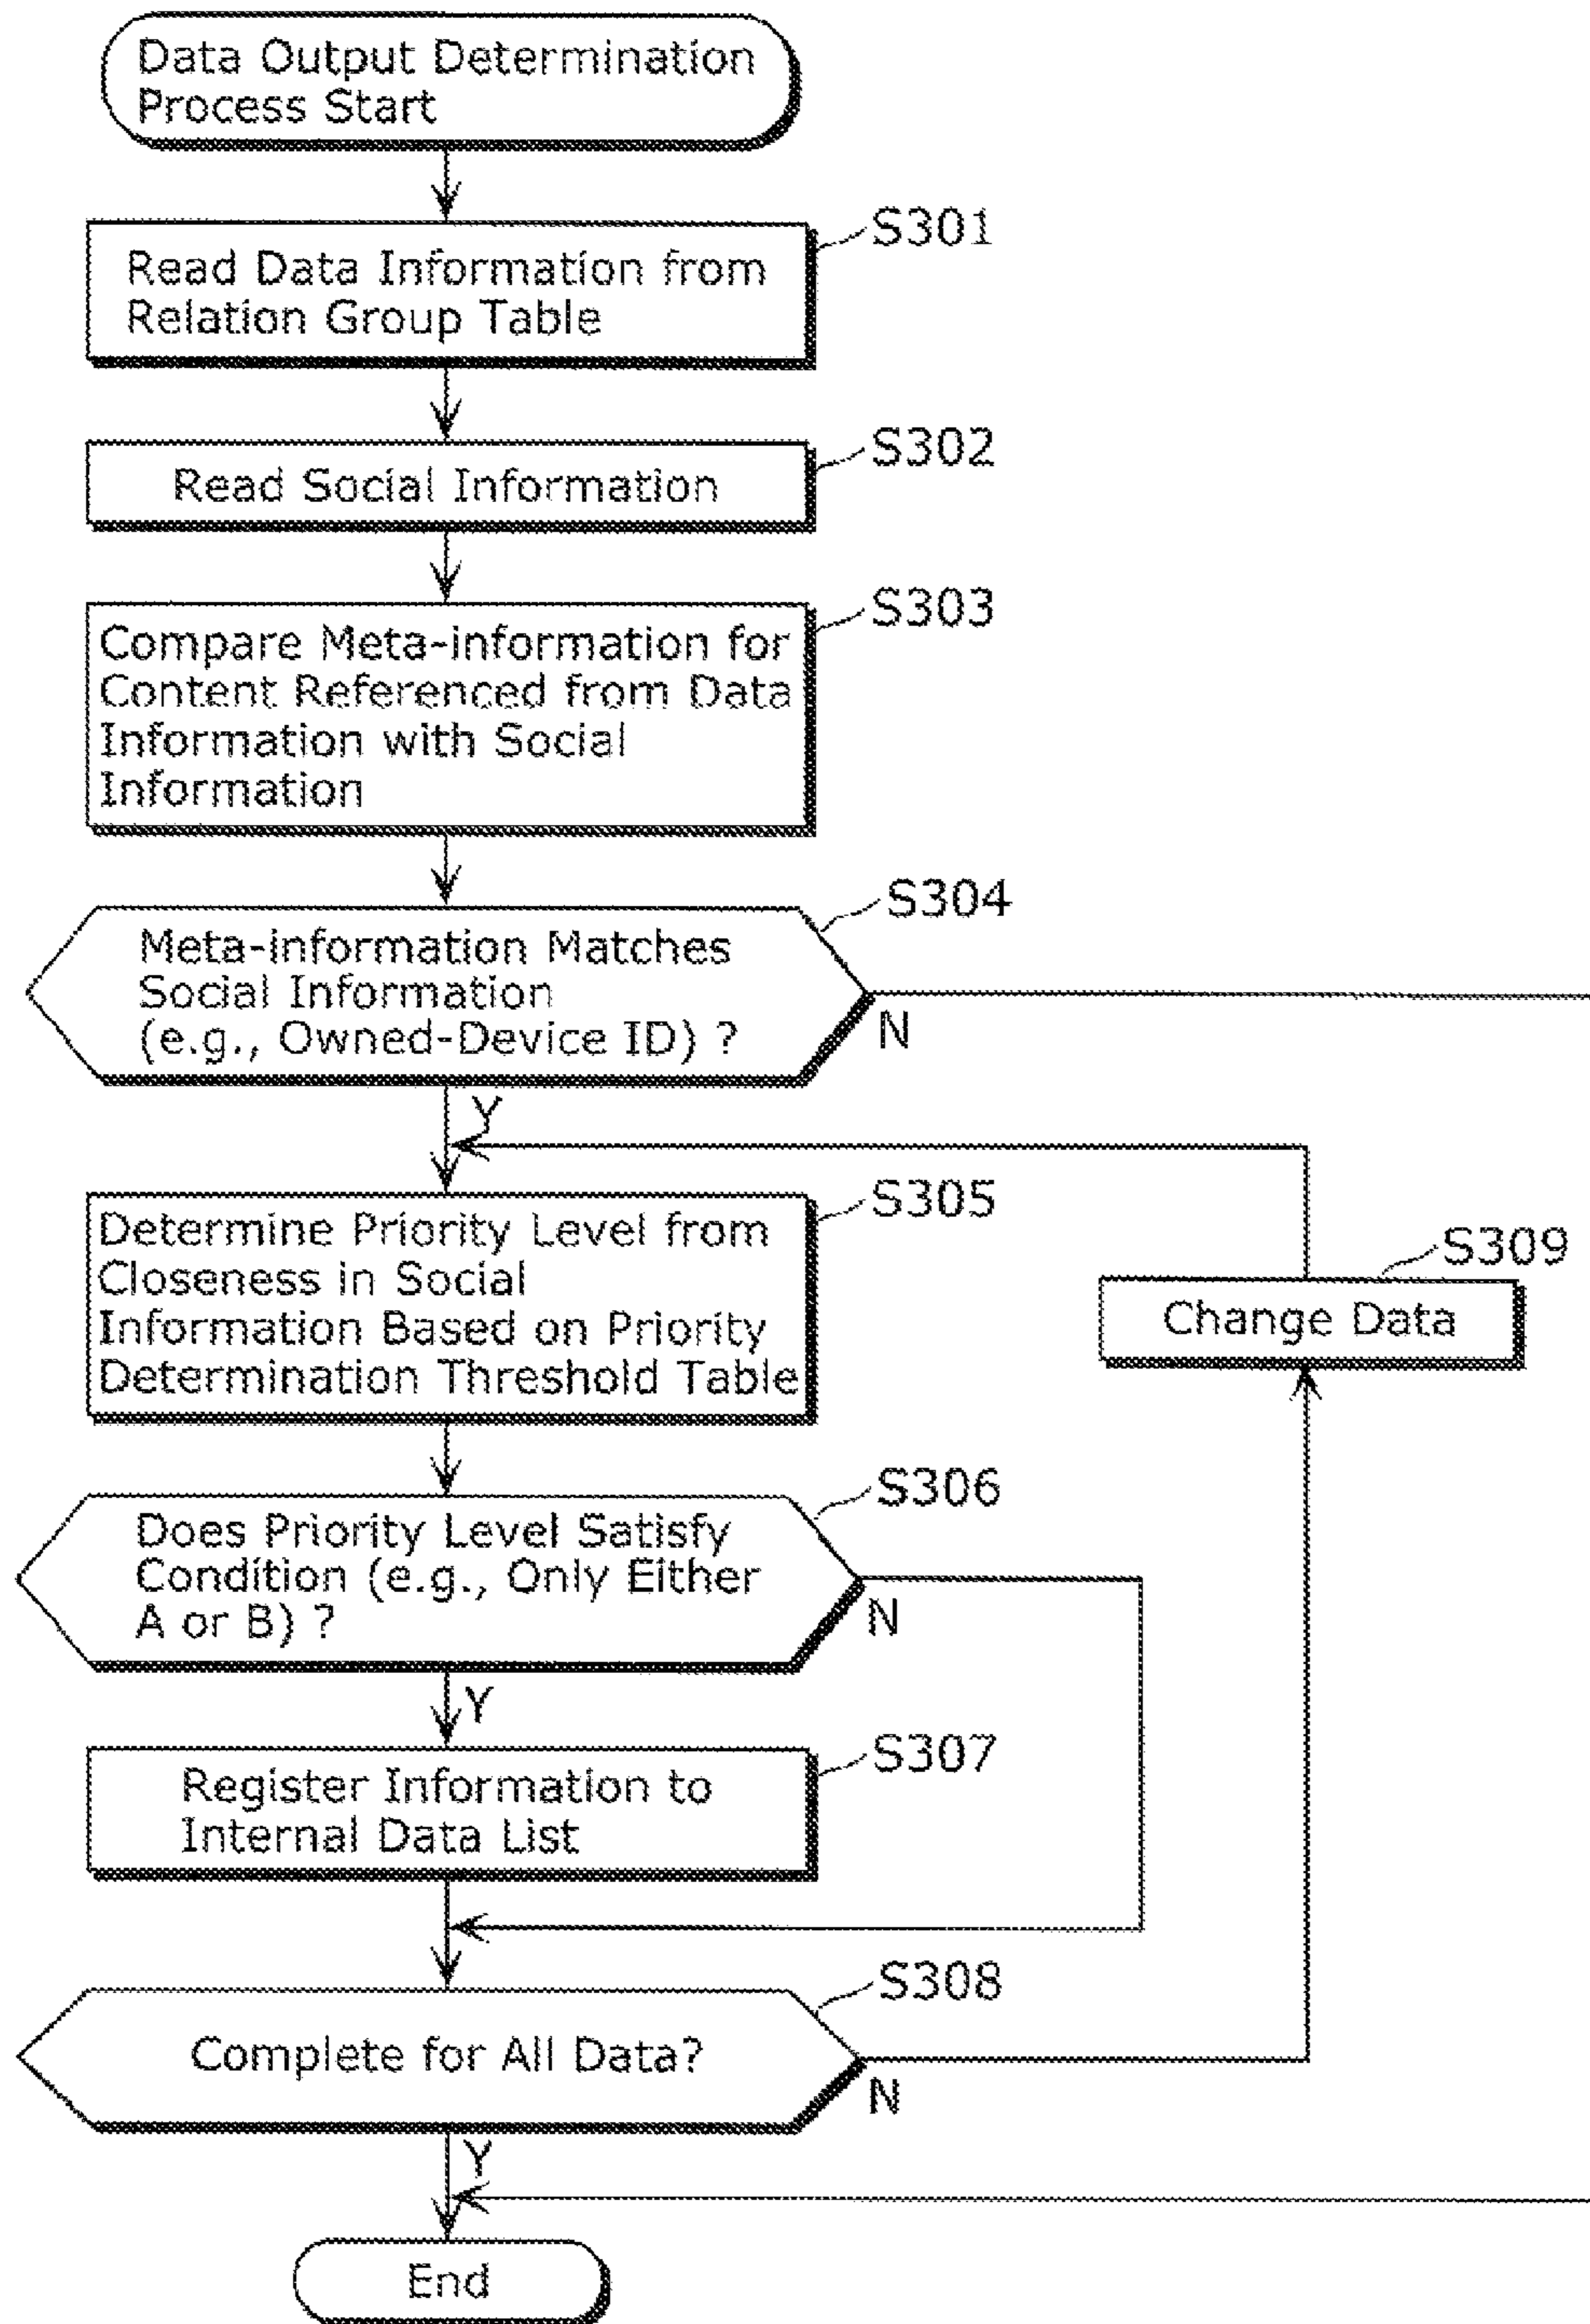 Data Output Determination
Process Start
S301
Read Data Information from
Relation Group Table
S302
Read Social Information
S303
Compare Meta-information for
Content Referenced from Data
Information with Social
Information
S304
Meta-information Matches
Social Information
(e.g., Owned-Device ID) ?
N
Y
S305
Determine Priority Level from
Closeness in Social
Information Based on Priority
Determination Threshold Table
S309
Change Data
S306
Does Priority Level Satisfy
Condition (e.g., Only Either
A or B) ?
N
Y
S307
Register Information to
Internal Data List
S308
Complete for All Data?
N
Y
End